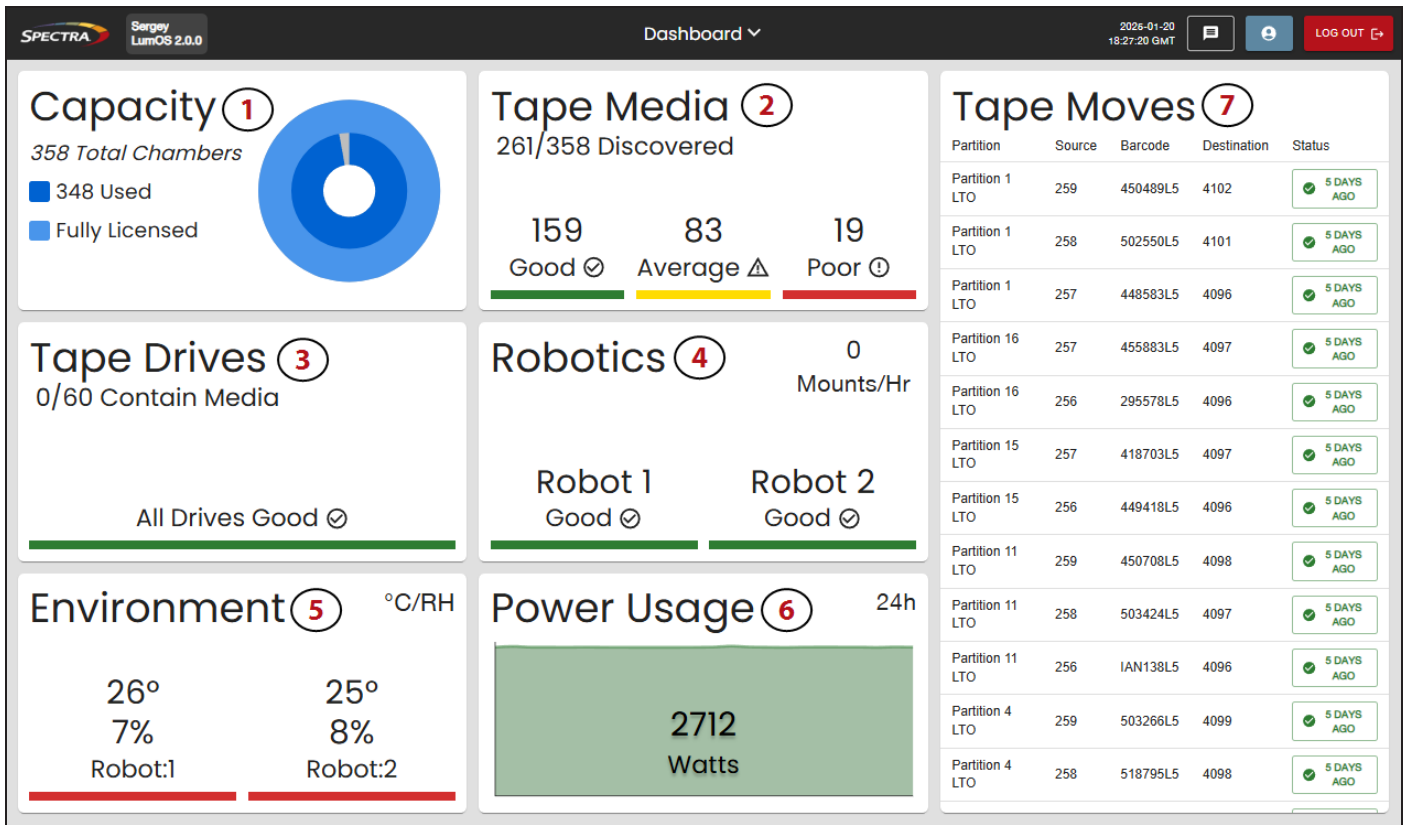 SPECTRA
Sergey
LumOS 2.0.0
Dashboard
2026-01-20
18:27:20 GMT
LOG OUT
Capacity 1
358 Total Chambers
348 Used
Fully Licensed
Tape Media 2
261/358 Discovered
159
Good
83
Average
19
Poor
Tape Drives 3
0/60 Contain Media
All Drives Good
Robotics 4
0
Mounts/Hr
Robot 1
Good
Robot 2
Good
Environment 5
°C/RH
26°
7%
Robot:1
25°
8%
Robot:2
Power Usage 6
24h
2712
Watts
Tape Moves 7
Partition Source Barcode Destination Status
Partition 1 LTO 259 450489L5 4102 5 DAYS AGO
Partition 1 LTO 258 502550L5 4101 5 DAYS AGO
Partition 1 LTO 257 448583L5 4096 5 DAYS AGO
Partition 16 LTO 257 455883L5 4097 5 DAYS AGO
Partition 16 LTO 256 295578L5 4096 5 DAYS AGO
Partition 15 LTO 257 418703L5 4097 5 DAYS AGO
Partition 15 LTO 256 449418L5 4096 5 DAYS AGO
Partition 11 LTO 259 450708L5 4098 5 DAYS AGO
Partition 11 LTO 258 503424L5 4097 5 DAYS AGO
Partition 11 LTO 256 IAN138L5 4096 5 DAYS AGO
Partition 4 LTO 259 503266L5 4099 5 DAYS AGO
Partition 4 LTO 258 518795L5 4098 5 DAYS AGO